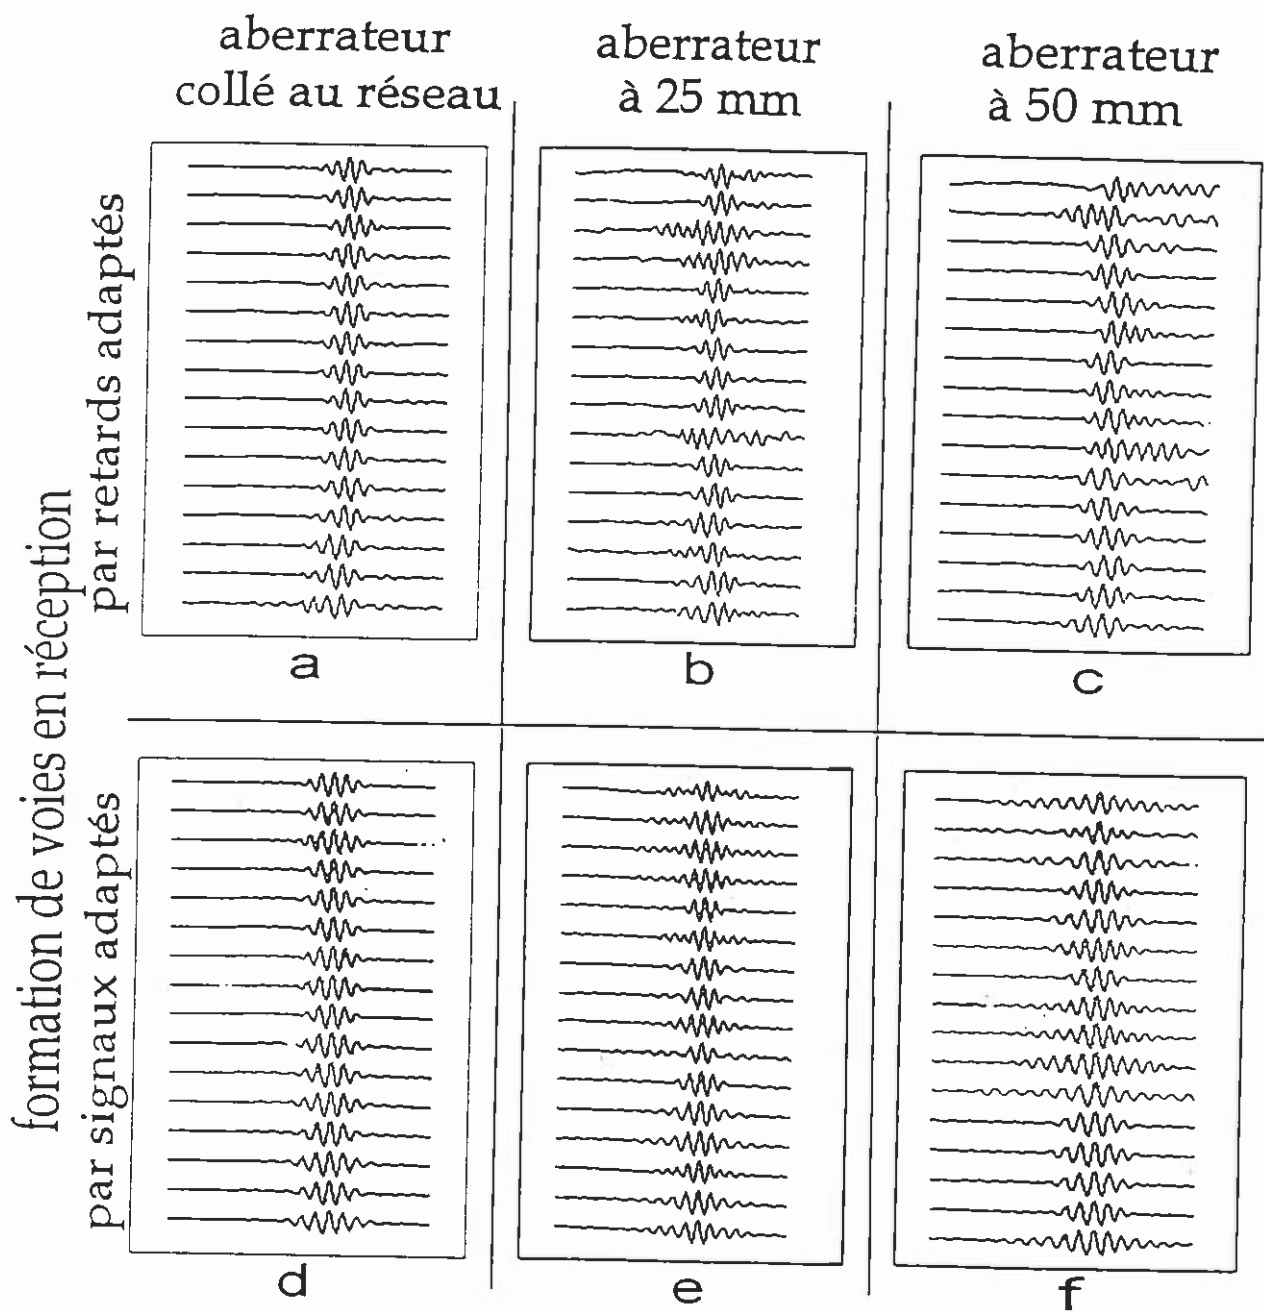 aberrateur
collé au réseau
aberrateur
à 25 mm
aberrateur
à 50 mm
formation de voies en réception
par retards adaptés
a
b
c
par signaux adaptés
d
e
f